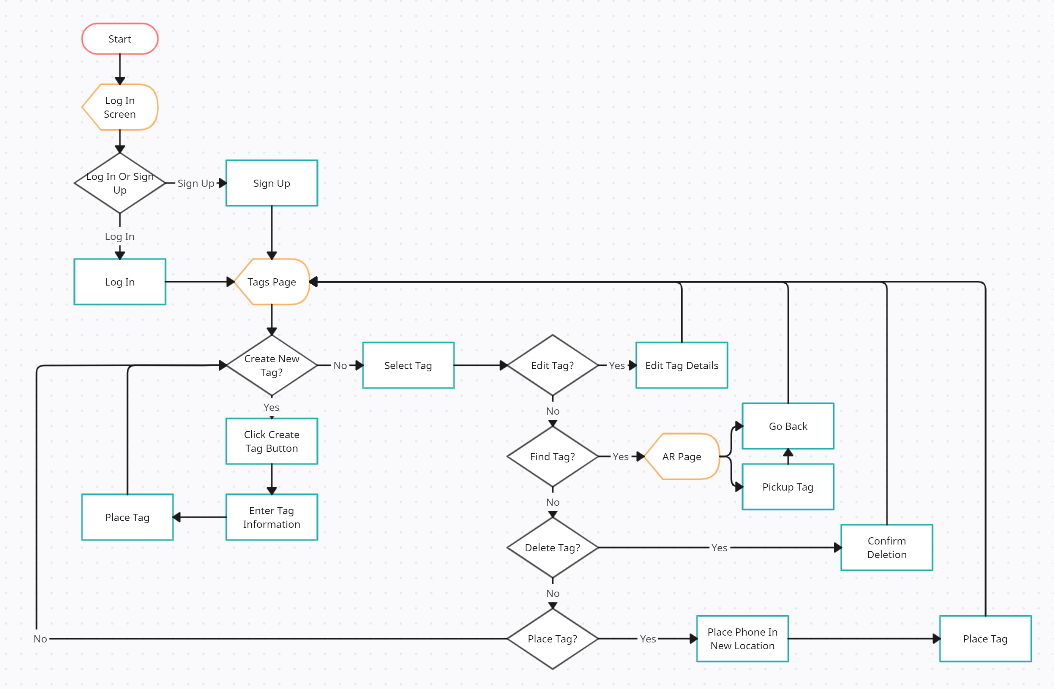 Start
Log In
Screen
Log In Or Sign
Up
Sign Up
Sign Up
Log In
Log In
Tags Page
Create New
Tag?
No
Select Tag
Edit Tag?
Yes
Edit Tag Details
Yes
No
Click Create
Tag Button
Find Tag?
Yes
AR Page
Go Back
Pickup Tag
No
Enter Tag
Information
Place Tag
Delete Tag?
Yes
Confirm
Deletion
No
No
Place Tag?
Yes
Place Phone In
New Location
Place Tag